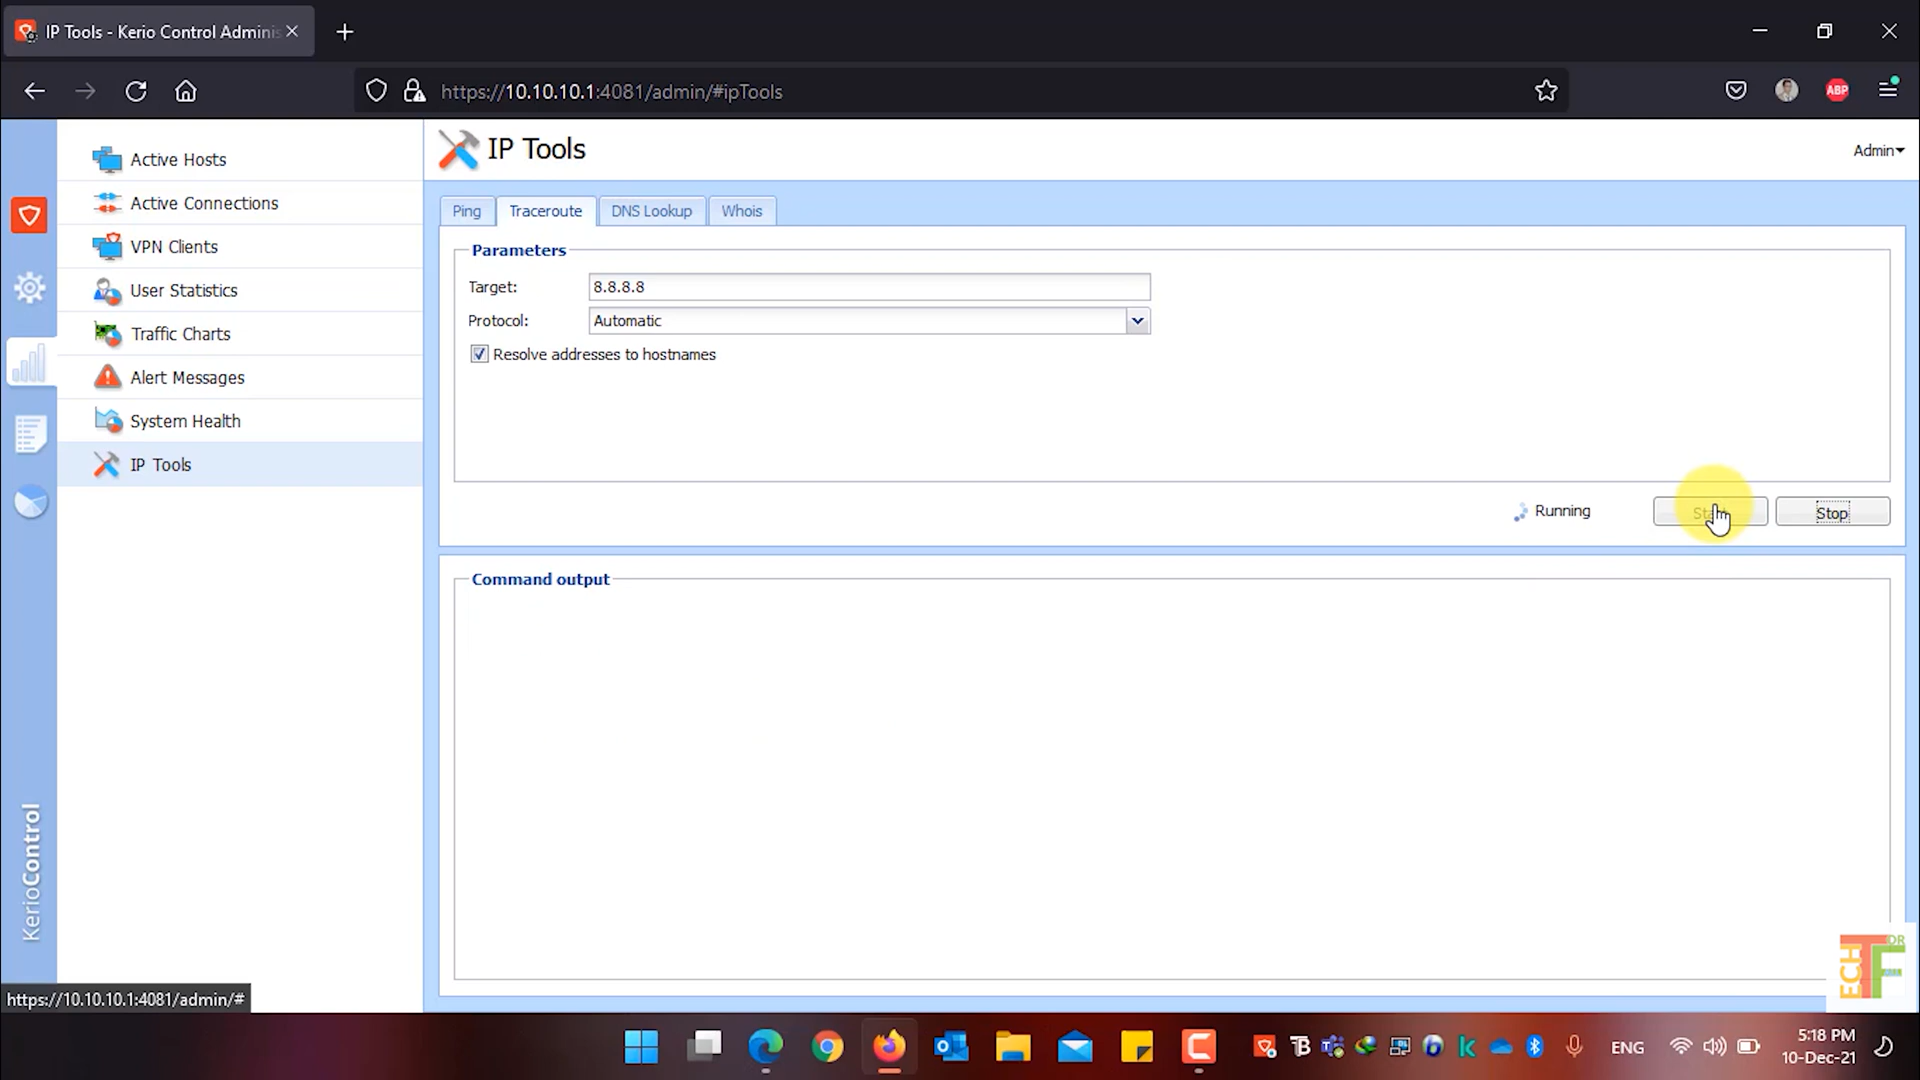 IP Tools - Kerio Control Adminis
https://10.10.10.1:4081/admin/#ipTools
ABP
Active Hosts
Active Connections
VPN Clients
User Statistics
Traffic Charts
Alert Messages
System Health
IP Tools
KerioControl
IP Tools
Admin
Ping
Traceroute
DNS Lookup
Whois
Parameters
Target:
8.8.8.8
Protocol:
Automatic
Resolve addresses to hostnames
Running
Stop
Command output
https://10.10.10.1:4081/admin/#
ENG
5:18 PM
10-Dec-21